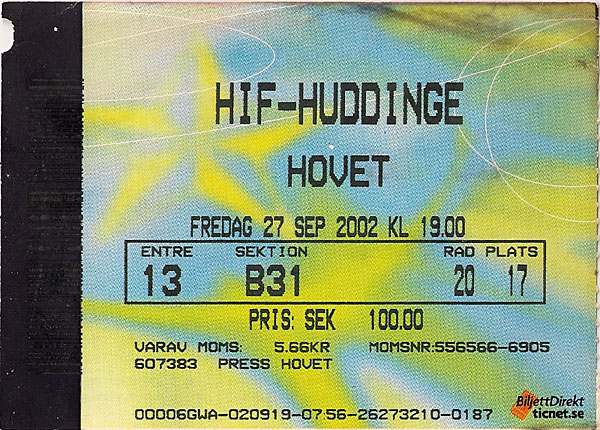 HIF-HUDDINGE
HOVET
FREDAG 27 SEP 2002 KL 19.00
ENTRE SEKTION RAD PLATS
13 B31 20 17
PRIS: SEK 100.00
VARAV MOMS: 5.66KR MOMSNR:556566-6905
607383 PRESS HOVET
BiljettDirekt
ticnet.se
00006GWA-020919-07:56-26273210-0187